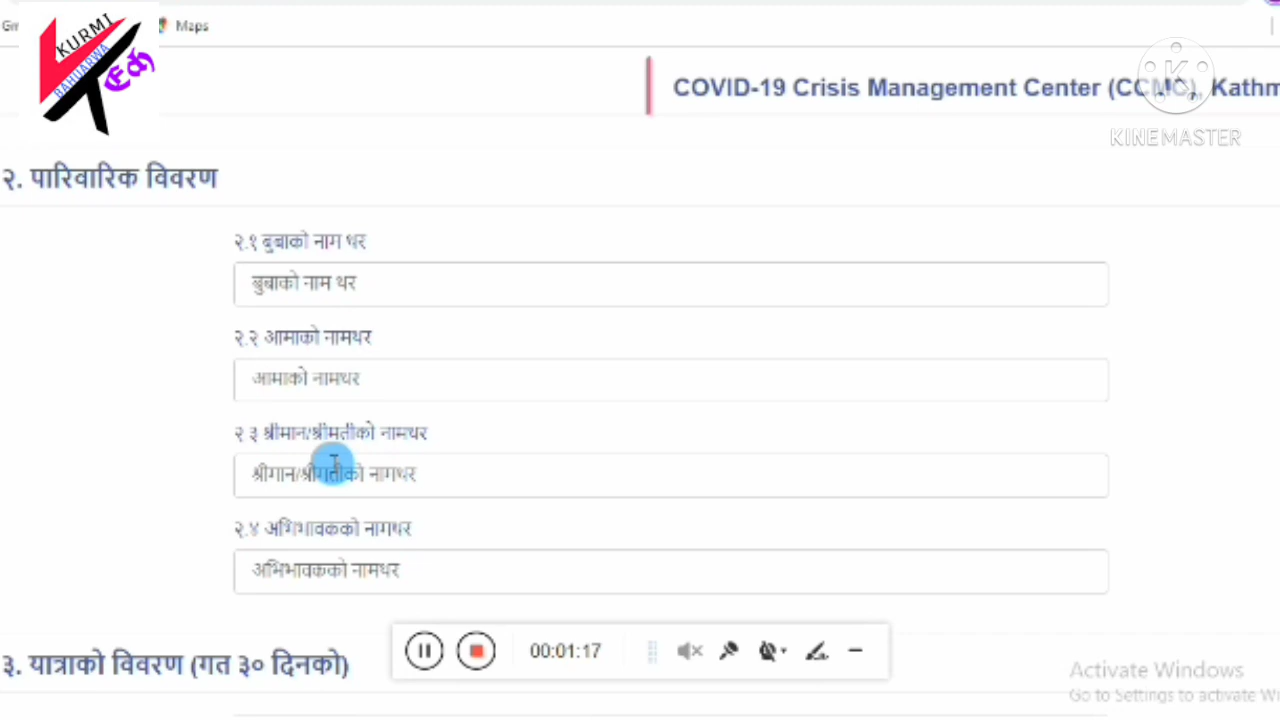 Maps
KURMI
BAHUARWA
टेक
COVID-19 Crisis Management Center (CCMC),
KINEMASTER
२. पारिवारिक विवरण
२.१ बुबाको नाम थर
बुबाको नाम थर
२.२ आमाको नामथर
आमाको नामथर
२.३ श्रीमान/श्रीमतीको नामथर
श्रीमान/श्रीमतीको नामथर
२.४ अभिभावकको नामथर
अभिभावकको नामथर
३. यात्राको विवरण (गत ३० दिनको)
00:01:17
Activate Windows
Go to Settings to activate